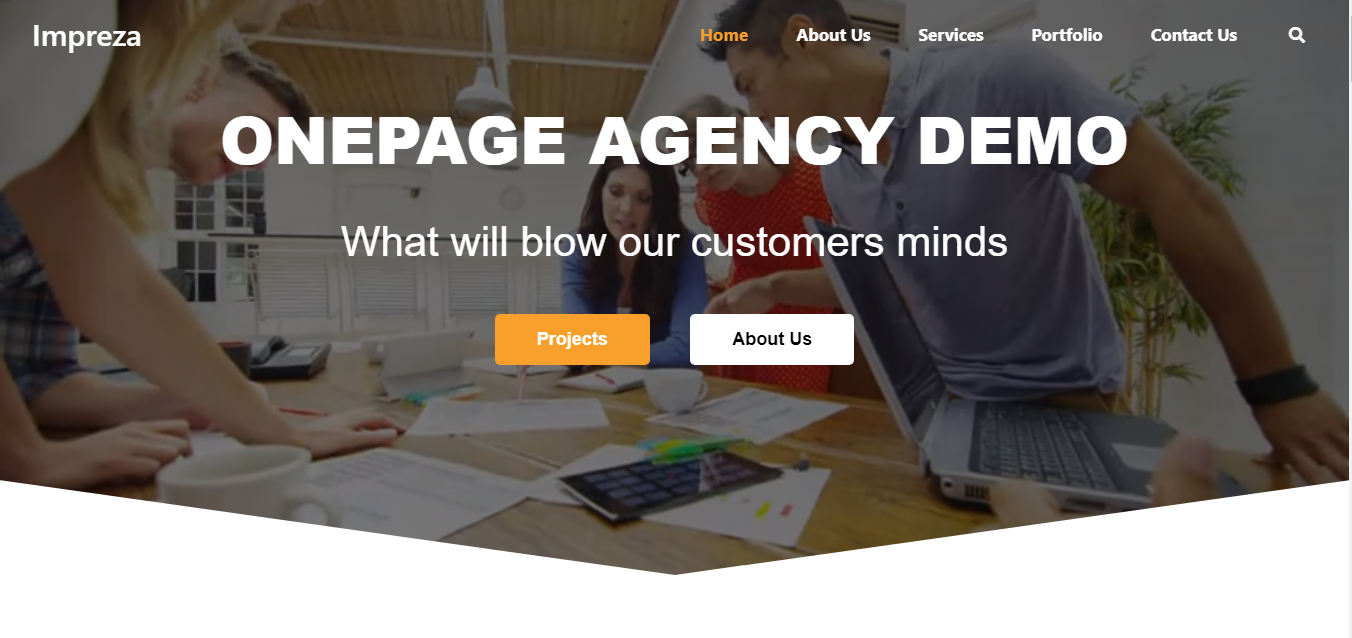 Impreza
Home About Us Services Portfolio Contact Us
ONEPAGE AGENCY DEMO
What will blow our customers minds
Projects About Us